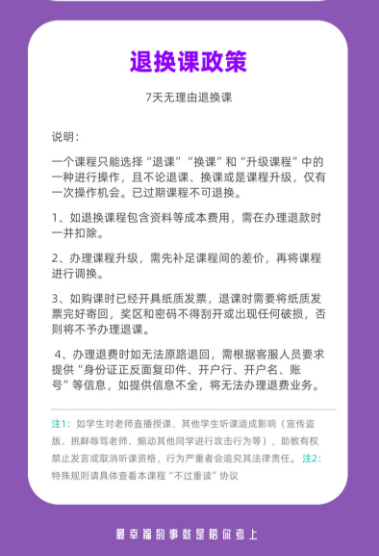 退换课政策
7天无理由退换课
说明：
一个课程只能选择“退课”“换课”和“升级课程”中的
一种进行操作，且不论退课、换课或是课程升级，仅有
一次操作机会。已过期课程不可退换。
1、如退换课程包含资料等成本费用，需在办理退款时
一并扣除。
2、办理课程升级，需先补足课程间的差价，再将课程
进行调换。
3、如购课时已经开具纸质发票，退课时需要将纸质发
票完好寄回，奖区和密码不得刮开或出现任何破损，否
则将不予办理退课。
4、办理退费时如无法原路退回，需根据客服人员要求
提供“身份证正反面复印件、开户行、开户名、账
号”等信息，如提供信息不全，将无法办理退费业务。
注1：如学生对老师直播授课、其他学生听课造成影响（宣传盗
版、挑衅辱骂老师、煽动其他同学进行攻击行为等），助教有权
禁止发言或取消听课资格，行为严重者会追究其法律责任。 注2：
特殊规则请具体查看本课程“不过重读”协议
最幸福的事就是陪你考上